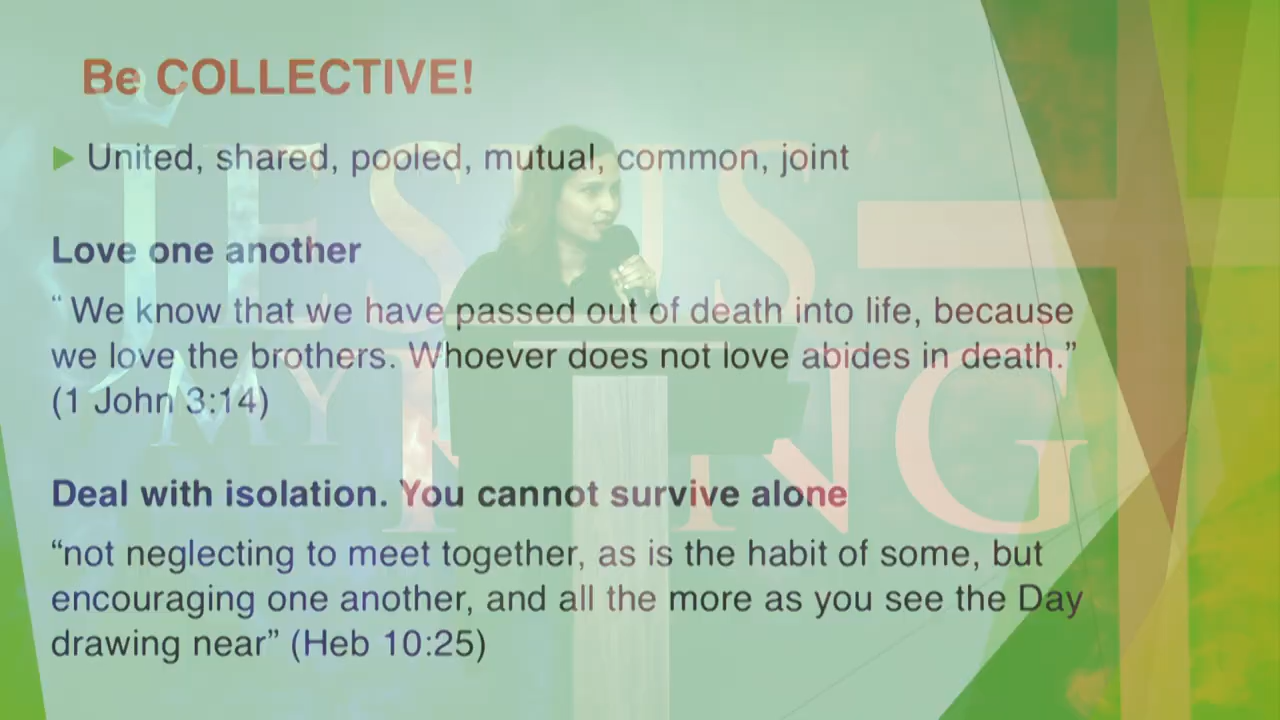 Be COLLECTIVE!
United, shared, pooled, mutual, common, joint
Love one another
“ We know that we have passed out of death into life, because
we love the brothers. Whoever does not love abides in death.”
(1 John 3:14)
Deal with isolation. You cannot survive alone
“not neglecting to meet together, as is the habit of some, but
encouraging one another, and all the more as you see the Day
drawing near” (Heb 10:25)
JESUS
MY KING